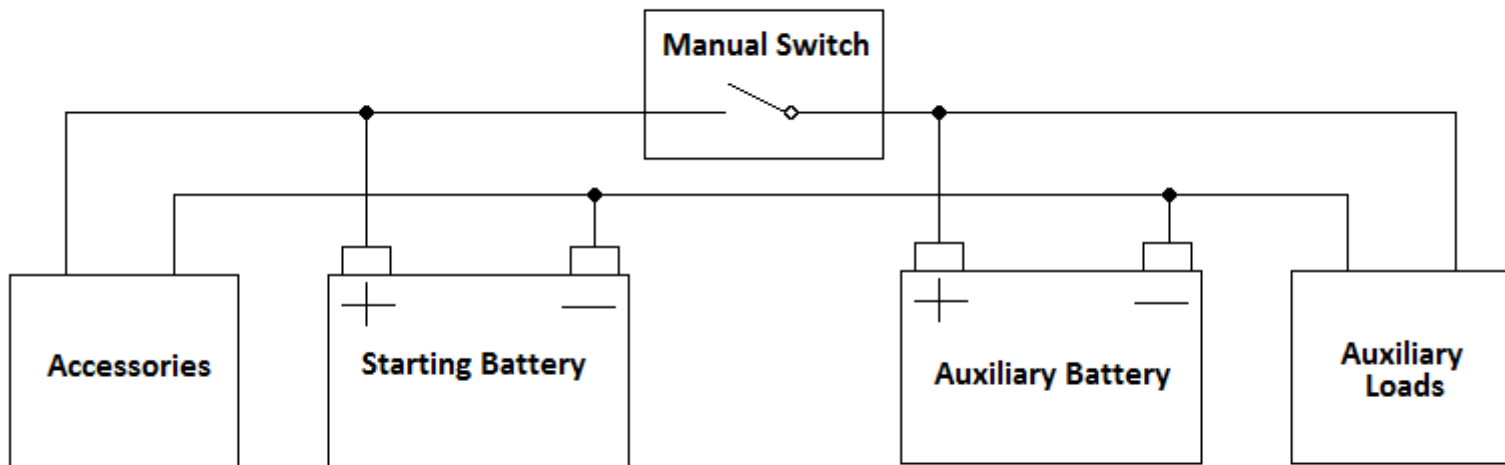 Manual Switch
+
—
+
—
Accessories
Starting Battery
Auxiliary Battery
Auxiliary
Loads